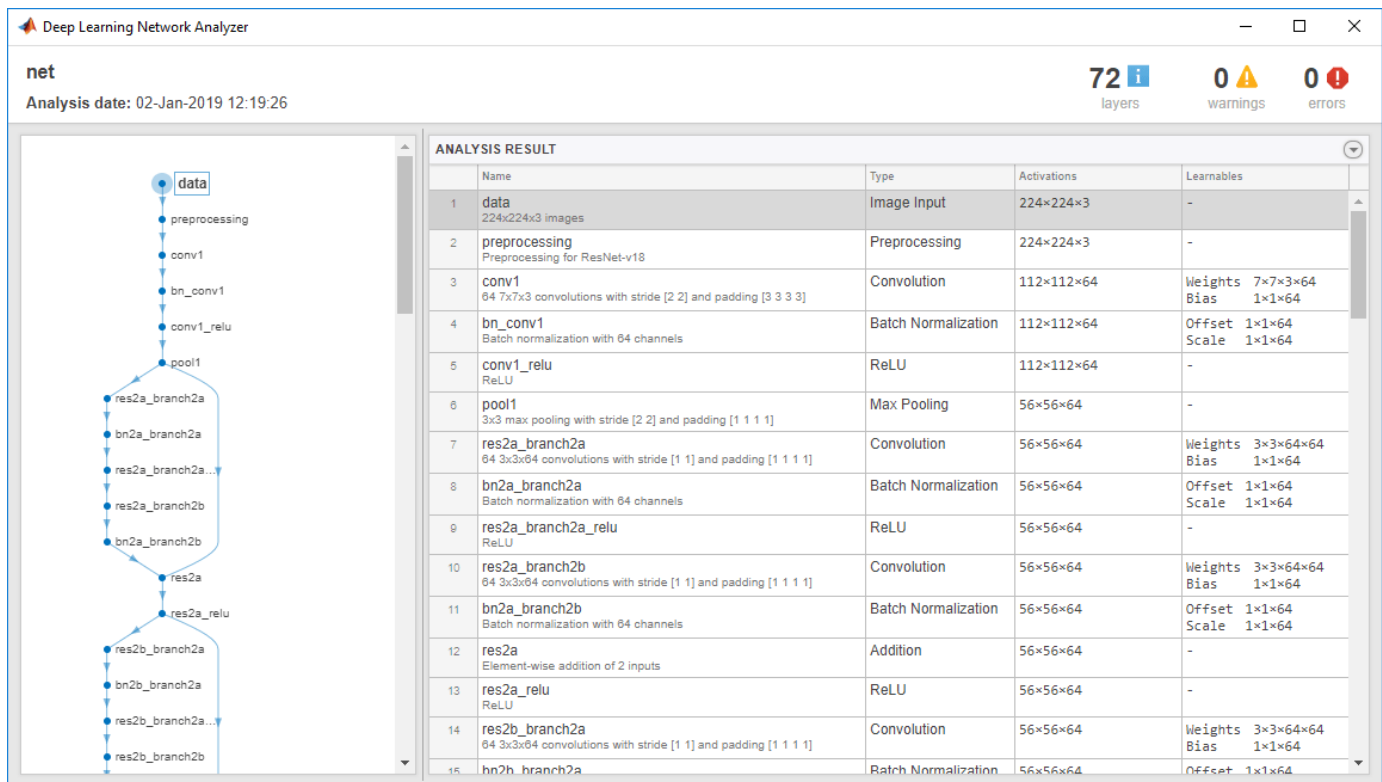 Deep Learning Network Analyzer
net
Analysis date: 02-Jan-2019 12:19:26
72 i
layers
0
warnings
0
errors
data
preprocessing
conv1
bn_conv1
conv1_relu
pool1
res2a_branch2a
bn2a_branch2a
res2a_branch2a...
res2a_branch2b
bn2a_branch2b
res2a
res2a_relu
res2b_branch2a
bn2b_branch2a
res2b_branch2a...
res2b_branch2b
ANALYSIS RESULT
Name Type Activations Learnables
1 data Image Input 224×224×3 -
224x224x3 images
2 preprocessing Preprocessing 224×224×3 -
Preprocessing for ResNet-v18
3 conv1 Convolution 112×112×64 Weights 7×7×3×64
64 7x7x3 convolutions with stride [2 2] and padding [3 3 3 3] Bias 1×1×64
4 bn_conv1 Batch Normalization 112×112×64 Offset 1×1×64
Batch normalization with 64 channels Scale 1×1×64
5 conv1_relu ReLU 112×112×64 -
ReLU
6 pool1 Max Pooling 56×56×64 -
3x3 max pooling with stride [2 2] and padding [1 1 1 1]
7 res2a_branch2a Convolution 56×56×64 Weights 3×3×64×64
64 3x3x64 convolutions with stride [1 1] and padding [1 1 1 1] Bias 1×1×64
8 bn2a_branch2a Batch Normalization 56×56×64 Offset 1×1×64
Batch normalization with 64 channels Scale 1×1×64
9 res2a_branch2a_relu ReLU 56×56×64 -
ReLU
10 res2a_branch2b Convolution 56×56×64 Weights 3×3×64×64
64 3x3x64 convolutions with stride [1 1] and padding [1 1 1 1] Bias 1×1×64
11 bn2a_branch2b Batch Normalization 56×56×64 Offset 1×1×64
Batch normalization with 64 channels Scale 1×1×64
12 res2a Addition 56×56×64 -
Element-wise addition of 2 inputs
13 res2a_relu ReLU 56×56×64 -
ReLU
14 res2b_branch2a Convolution 56×56×64 Weights 3×3×64×64
64 3x3x64 convolutions with stride [1 1] and padding [1 1 1 1] Bias 1×1×64
15 bn2b_branch2a Batch Normalization 56×56×64 Offset 1×1×64